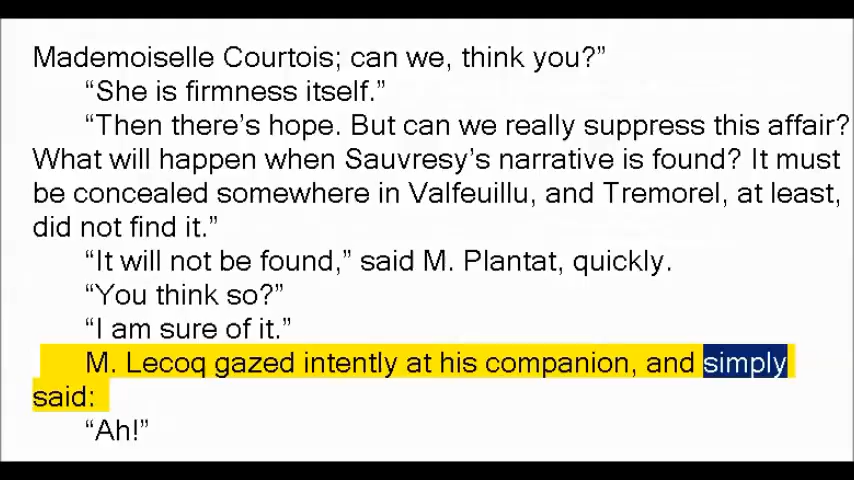 Mademoiselle Courtois; can we, think you?”
“She is firmness itself.”
“Then there’s hope. But can we really suppress this affair?
What will happen when Sauvresy’s narrative is found? It must
be concealed somewhere in Valfeuillu, and Tremorel, at least,
did not find it.”
“It will not be found,” said M. Plantat, quickly.
“You think so?”
“I am sure of it.”
M. Lecoq gazed intently at his companion, and simply
said:
“Ah!”